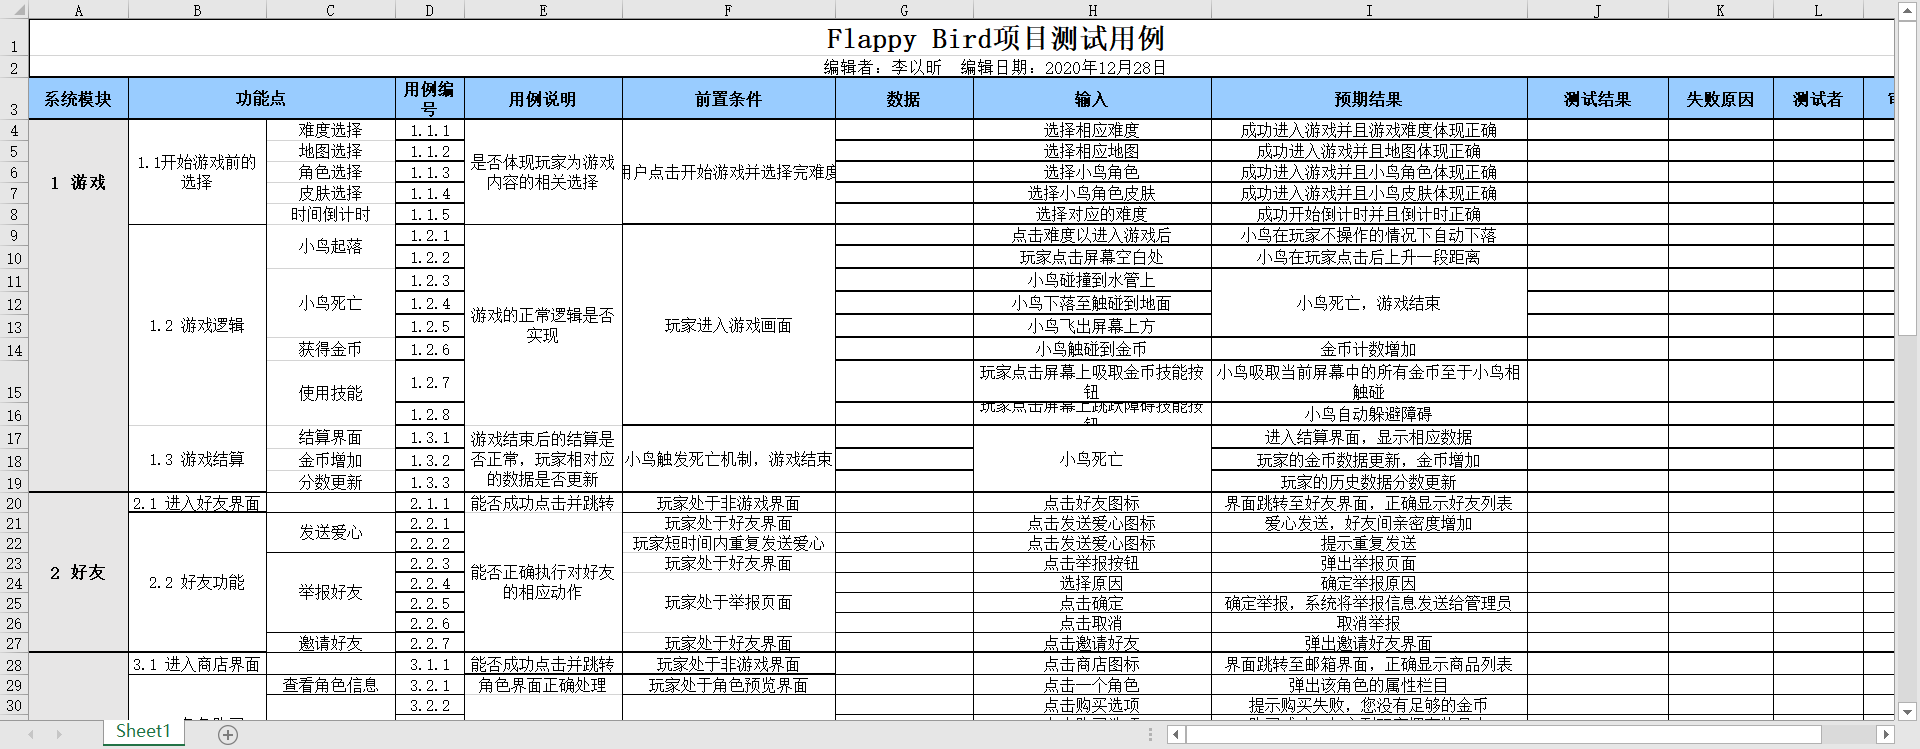 A B C D E F G H I J K L
1 Flappy Bird项目测试用例
2 编辑者：李以昕 编辑日期：2020年12月28日
3 系统模块 功能点 用例编号 用例说明 前置条件 数据 输入 预期结果 测试结果 失败原因 测试者
4 难度选择 1.1.1 选择相应难度 成功进入游戏并且游戏难度体现正确
5 地图选择 1.1.2 选择相应地图 成功进入游戏并且地图体现正确
6 1 游戏 1.1开始游戏前的选择 角色选择 1.1.3 是否体现玩家为游戏内容的相关选择 用户点击开始游戏并选择完难度 选择小鸟角色 成功进入游戏并且小鸟角色体现正确
7 皮肤选择 1.1.4 选择小鸟角色皮肤 成功进入游戏并且小鸟皮肤体现正确
8 时间倒计时 1.1.5 选择对应的难度 成功开始倒计时并且倒计时正确
9 小鸟起落 1.2.1 点击难度以进入游戏后 小鸟在玩家不操作的情况下自动下落
10 1.2.2 玩家点击屏幕空白处 小鸟在玩家点击后上升一段距离
11 1.2.3 小鸟碰撞到水管上
12 小鸟死亡 1.2.4 小鸟下落至触碰到地面 小鸟死亡，游戏结束
13 1.2 游戏逻辑 1.2.5 游戏的正常逻辑是否实现 玩家进入游戏画面 小鸟飞出屏幕上方
14 获得金币 1.2.6 小鸟触碰到金币 金币计数增加
15 使用技能 1.2.7 玩家点击屏幕上吸取金币技能按钮 小鸟吸取当前屏幕中的所有金币至于小鸟相触碰
16 1.2.8 玩家点击屏幕上跳跃障碍技能按钮 小鸟自动躲避障碍
17 结算界面 1.3.1 进入结算界面，显示相应数据
18 1.3 游戏结算 金币增加 1.3.2 游戏结束后的结算是否正常，玩家相对应的数据是否更新 小鸟触发死亡机制，游戏结束 小鸟死亡 玩家的金币数据更新，金币增加
19 分数更新 1.3.3 玩家的历史数据分数更新
20 2.1 进入好友界面 2.1.1 能否成功点击并跳转 玩家处于非游戏界面 点击好友图标 界面跳转至好友界面，正确显示好友列表
21 发送爱心 2.2.1 玩家处于好友界面 点击发送爱心图标 爱心发送，好友间亲密度增加
22 2.2.2 玩家短时间内重复发送爱心 点击发送爱心图标 提示重复发送
23 2.2.3 玩家处于好友界面 点击举报按钮 弹出举报页面
24 2 好友 2.2 好友功能 举报好友 2.2.4 能否正确执行对好友的相应动作 选择原因 确定举报原因
25 2.2.5 玩家处于举报页面 点击确定 确定举报，系统将举报信息发送给管理员
26 2.2.6 点击取消 取消举报
27 邀请好友 2.2.7 玩家处于好友界面 点击邀请好友 弹出邀请好友界面
28 3.1 进入商店界面 3.1.1 能否成功点击并跳转 玩家处于非游戏界面 点击商店图标 界面跳转至邮箱界面，正确显示商品列表
29 查看角色信息 3.2.1 角色界面正确处理 玩家处于角色预览界面 点击一个角色 弹出该角色的属性栏目
30 3.2.2 点击购买选项 提示购买失败，您没有足够的金币
Sheet1